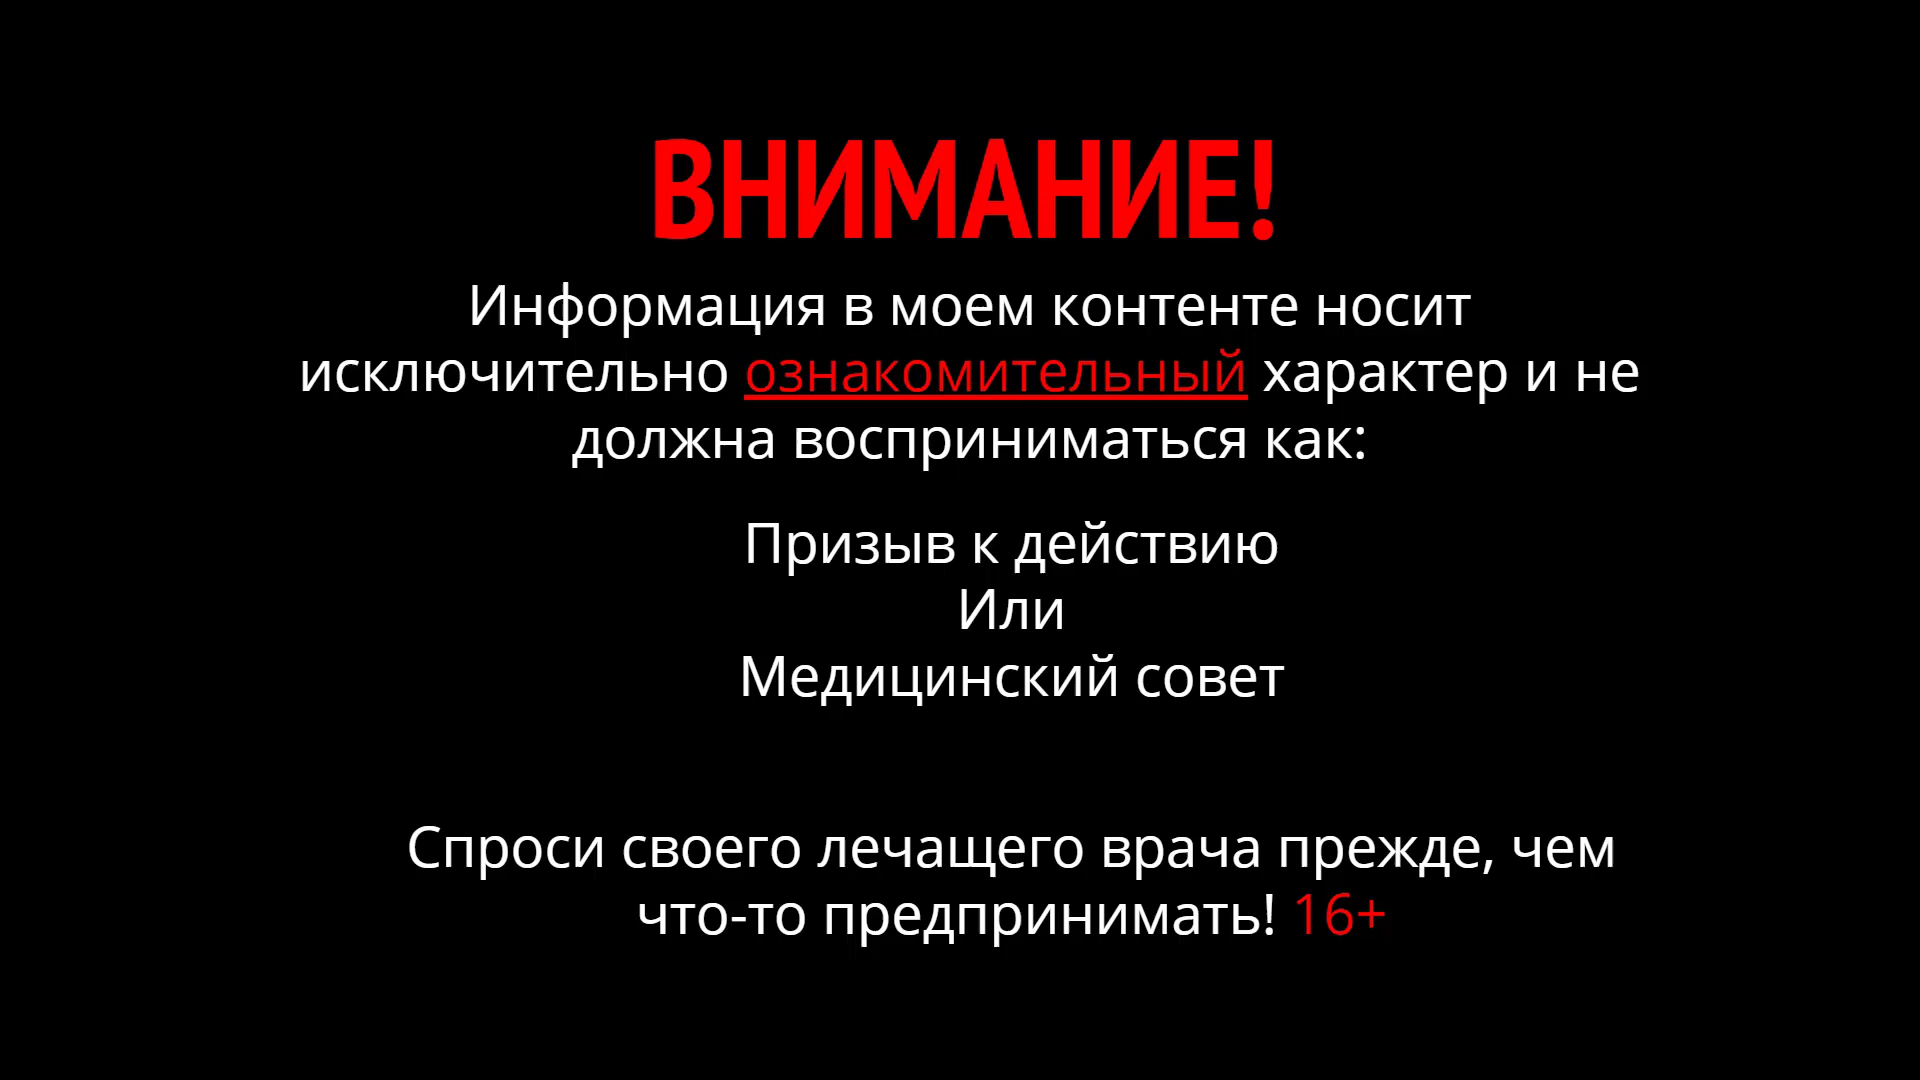 ВНИМАНИЕ!
Информация в моем контенте носит
исключительно ознакомительный характер и не
должна восприниматься как:
Призыв к действию
Или
Медицинский совет
Спроси своего лечащего врача прежде, чем
что-то предпринимать! 16+